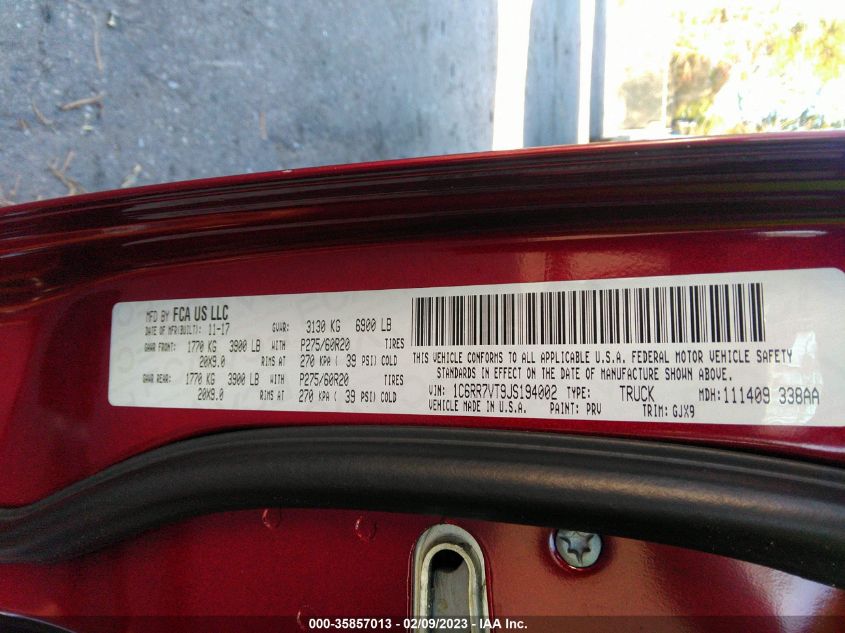 MFD BY FCA US LLC
DATE OF MFR(BUILT): 11-17 GVWR: 3130 KG 6900 LB
GAWR FRONT: 1770 KG 3900 LB WITH P275/60R20 TIRES
20X9.0 RIMS AT 270 KPA ( 39 PSI) COLD
GAWR REAR: 1770 KG 3900 LB WITH P275/60R20 TIRES
20X9.0 RIMS AT 270 KPA ( 39 PSI) COLD
THIS VEHICLE CONFORMS TO ALL APPLICABLE U.S.A. FEDERAL MOTOR VEHICLE SAFETY
STANDARDS IN EFFECT ON THE DATE OF MANUFACTURE SHOWN ABOVE.
VIN: 1C6RR7VT9JS194002 TYPE: TRUCK MDH: 111409 338AA
VEHICLE MADE IN U.S.A. PAINT: PRV TRIM: GJX9
000-35857013 - 02/09/2023 - IAA Inc.